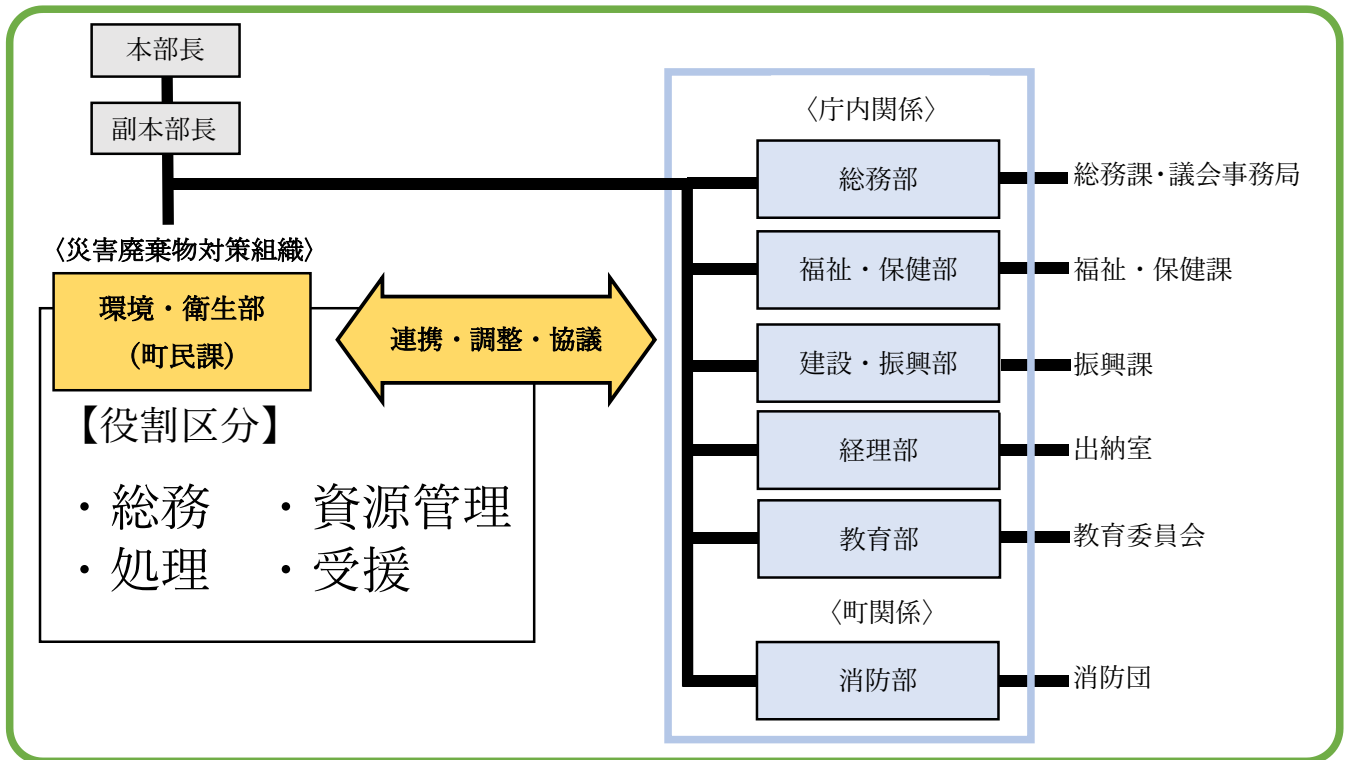 本部長
副本部長
〈災害廃棄物対策組織〉
環境・衛生部
(町民課)
連携・調整・協議
【役割区分】
・総務 ・資源管理
・処理 ・受援
〈庁内関係〉
総務部 総務課・議会事務局
福祉・保健部 福祉・保健課
建設・振興部 振興課
経理部 出納室
教育部 教育委員会
〈町関係〉
消防部 消防団